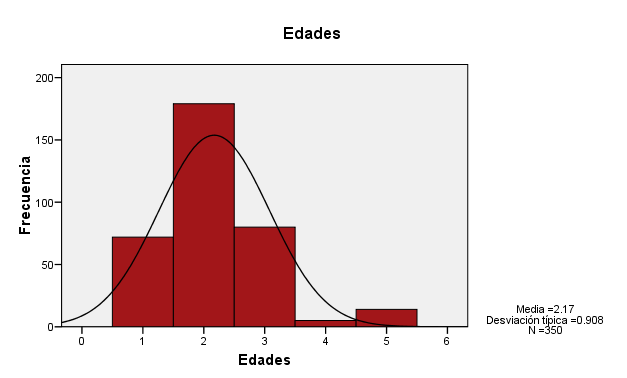 Edades
Frecuencia
200
150
100
50
0
0 1 2 3 4 5 6
Edades
Media =2.17
Desviación típica =0.908
N =350